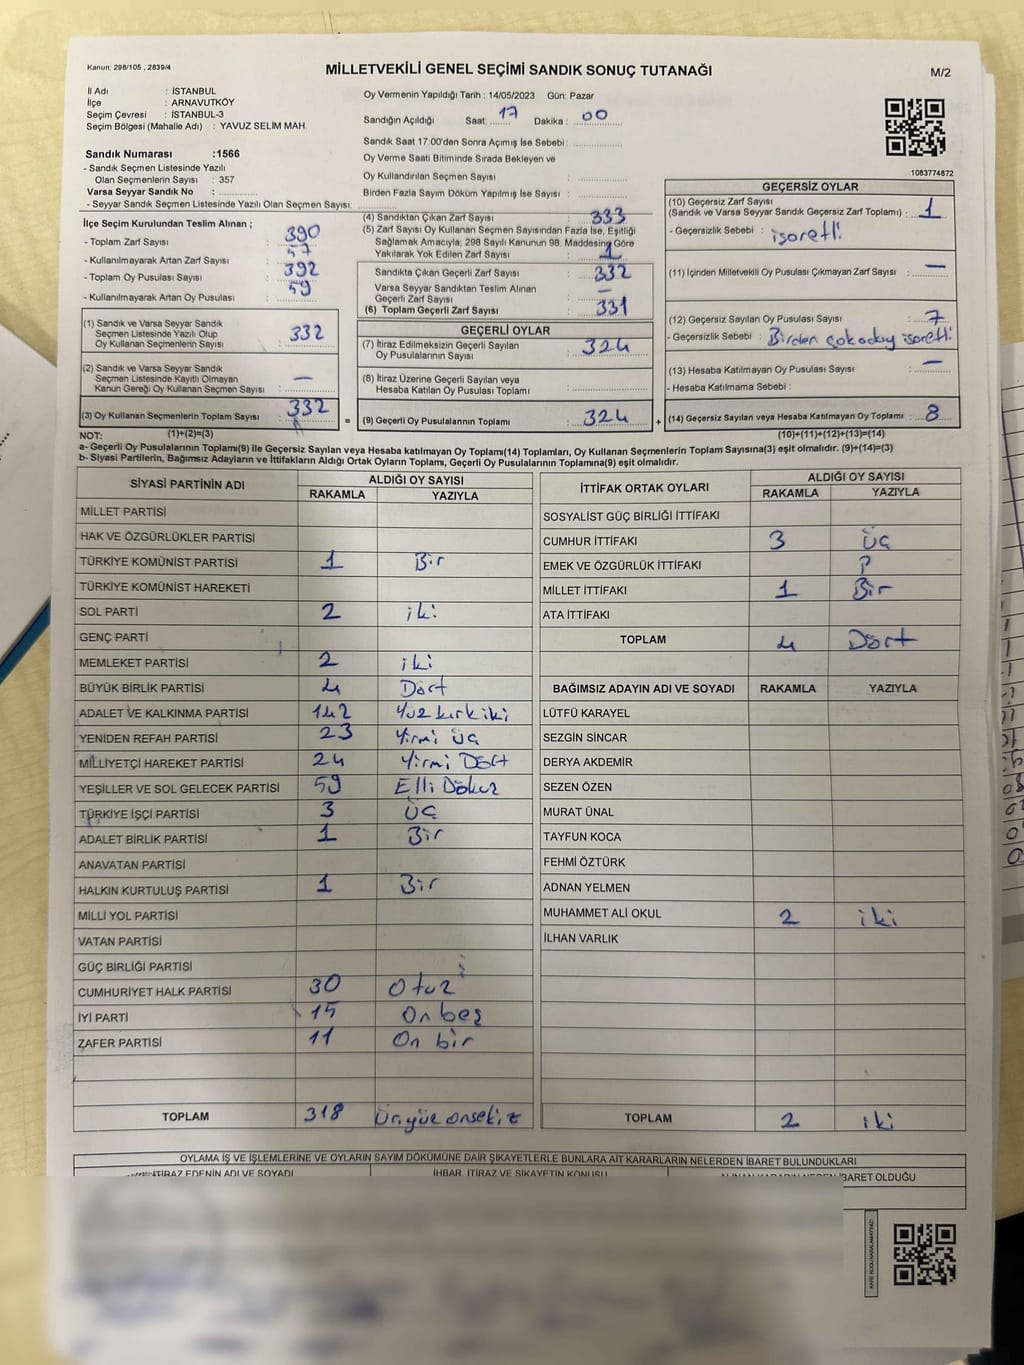 Kanun: 298/105 , 2839/4
MİLLETVEKİLİ GENEL SEÇİMİ SANDIK SONUÇ TUTANAĞI
M/2
İl Adı : İSTANBUL
İlçe : ARNAVUTKÖY
Seçim Çevresi : İSTANBUL-3
Seçim Bölgesi (Mahalle Adı) : YAVUZ SELİM MAH.
Sandık Numarası :1566
- Sandık Seçmen Listesinde Yazılı
Olan Seçmenlerin Sayısı : 357
Varsa Seyyar Sandık No :
- Seyyar Sandık Seçmen Listesinde Yazılı Olan Seçmen Sayısı:
Oy Vermenin Yapıldığı Tarih : 14/05/2023 Gün: Pazar
Sandığın Açıldığı Saat: 17 Dakika : 00
Sandık Saat 17:00'den Sonra Açımış İse Sebebi:
Oy Verme Saati Bitiminde Sırada Bekleyen ve
Oy Kullandırılan Seçmen Sayısı :
Birden Fazla Sayım Döküm Yapılmış İse Sayısı :
1083774872
İlçe Seçim Kurulundan Teslim Alınan ;
- Toplam Zarf Sayısı : 390
- Kullanılmayarak Artan Zarf Sayısı : 57
- Toplam Oy Pusulası Sayısı : 392
- Kullanılmayarak Artan Oy Pusulası : 59
(1) Sandık ve Varsa Seyyar Sandık
Seçmen Listesinde Yazılı Olup
Oy Kullanan Seçmenlerin Sayısı : 332
(2) Sandık ve Varsa Seyyar Sandık
Seçmen Listesinde Kayıtlı Olmayan
Kanun Gereği Oy Kullanan Seçmen Sayısı : —
(3) Oy Kullanan Seçmenlerin Toplam Sayısı : 332
(4) Sandıktan Çıkan Zarf Sayısı : 333
(5) Zarf Sayısı Oy Kullanan Seçmen Sayısından Fazla İse, Eşitliği
Sağlamak Amacıyla, 298 Sayılı Kanunun 98. Maddesine Göre
Yakılarak Yok Edilen Zarf Sayısı : 1
Sandıkta Çıkan Geçerli Zarf Sayısı : 332
Varsa Seyyar Sandıktan Teslim Alınan
Geçerli Zarf Sayısı : —
(6) Toplam Geçerli Zarf Sayısı : 331
GEÇERLİ OYLAR
(7) İtiraz Edilmeksizin Geçerli Sayılan
Oy Pusulalarının Sayısı : 324
(8) İtiraz Üzerine Geçerli Sayılan veya
Hesaba Katılan Oy Pusulaları Toplamı :
= (9) Geçerli Oy Pusulalarının Toplamı : 324 +
GEÇERSİZ OYLAR
(10) Geçersiz Zarf Sayısı
(Sandık ve Varsa Seyyar Sandık Geçersiz Zarf Toplamı) : 1
- Geçersizlik Sebebi : isaretli
(11) İçinden Milletvekili Oy Pusulası Çıkmayan Zarf Sayısı : —
(12) Geçersiz Sayılan Oy Pusulası Sayısı : 7
- Geçersizlik Sebebi : Birden çok aday isaretli
(13) Hesaba Katılmayan Oy Pusulası Sayısı : —
- Hesaba Katılmama Sebebi :
(14) Geçersiz Sayılan veya Hesaba Katılmayan Oy Toplamı : 8
NOT: (1)+(2)=(3) (10)+(11)+(12)+(13)=(14)
a- Geçerli Oy Pusulalarının Toplamı(9) ile Geçersiz Sayılan veya Hesaba katılmayan Oy Toplamı(14) Toplamları, Oy Kullanan Seçmenlerin Toplam Sayısına(3) eşit olmalıdır. (9)+(14)=(3)
b- Siyasi Partilerin, Bağımsız Adayların ve İttifakların Aldığı Ortak Oyların Toplamı, Geçerli Oy Pusulalarının Toplamına(9) eşit olmalıdır.
SİYASİ PARTİNİN ADI ALDIĞI OY SAYISI
RAKAMLA YAZIYLA
MİLLET PARTİSİ
HAK VE ÖZGÜRLÜKLER PARTİSİ
TÜRKİYE KOMÜNİST PARTİSİ 1 Bir
TÜRKİYE KOMÜNİST HAREKETİ
SOL PARTİ 2 iki
GENÇ PARTİ
MEMLEKET PARTİSİ 2 iki
BÜYÜK BİRLİK PARTİSİ 4 Dört
ADALET VE KALKINMA PARTİSİ 142 Yüz kırk iki
YENİDEN REFAH PARTİSİ 23 Yirmi üç
MİLLİYETÇİ HAREKET PARTİSİ 24 Yirmi Dört
YEŞİLLER VE SOL GELECEK PARTİSİ 59 Elli Dokuz
TÜRKİYE İŞÇİ PARTİSİ 3 üç
ADALET BİRLİK PARTİSİ 1 Bir
ANAVATAN PARTİSİ
HALKIN KURTULUŞ PARTİSİ 1 Bir
MİLLİ YOL PARTİSİ
VATAN PARTİSİ
GÜÇ BİRLİĞİ PARTİSİ
CUMHURİYET HALK PARTİSİ 30 Otuz
İYİ PARTİ 15 On beş
ZAFER PARTİSİ 11 On bir
TOPLAM 318 Üçyüz onsekiz
İTTİFAK ORTAK OYLARI ALDIĞI OY SAYISI
RAKAMLA YAZIYLA
SOSYALİST GÜÇ BİRLİĞİ İTTİFAKI
CUMHUR İTTİFAKI 3 üç
EMEK VE ÖZGÜRLÜK İTTİFAKI
MİLLET İTTİFAKI 1 Bir
ATA İTTİFAKI
TOPLAM 4 Dört
BAĞIMSIZ ADAYIN ADI VE SOYADI RAKAMLA YAZIYLA
LÜTFÜ KARAYEL
SEZGİN SİNCAR
DERYA AKDEMİR
SEZEN ÖZEN
MURAT ÜNAL
TAYFUN KOCA
FEHMİ ÖZTÜRK
ADNAN YELMEN
MUHAMMET ALİ OKUL 2 iki
İLHAN VARLIK
TOPLAM 2 iki
OYLAMA İŞ VE İŞLEMLERİNE VE OYLARIN SAYIM DÖKÜMÜNE DAİR ŞİKAYETLERLE BUNLARA AİT KARARLARIN NELERDEN İBARET BULUNDUKLARI
İTİRAZ EDENİN ADI VE SOYADI İHBAR, İTİRAZ VE ŞİKAYETİN KONUSU ALINAN KARARIN NEDEN İBARET OLDUĞU
KARE KODU KARALAMAYINIZ!